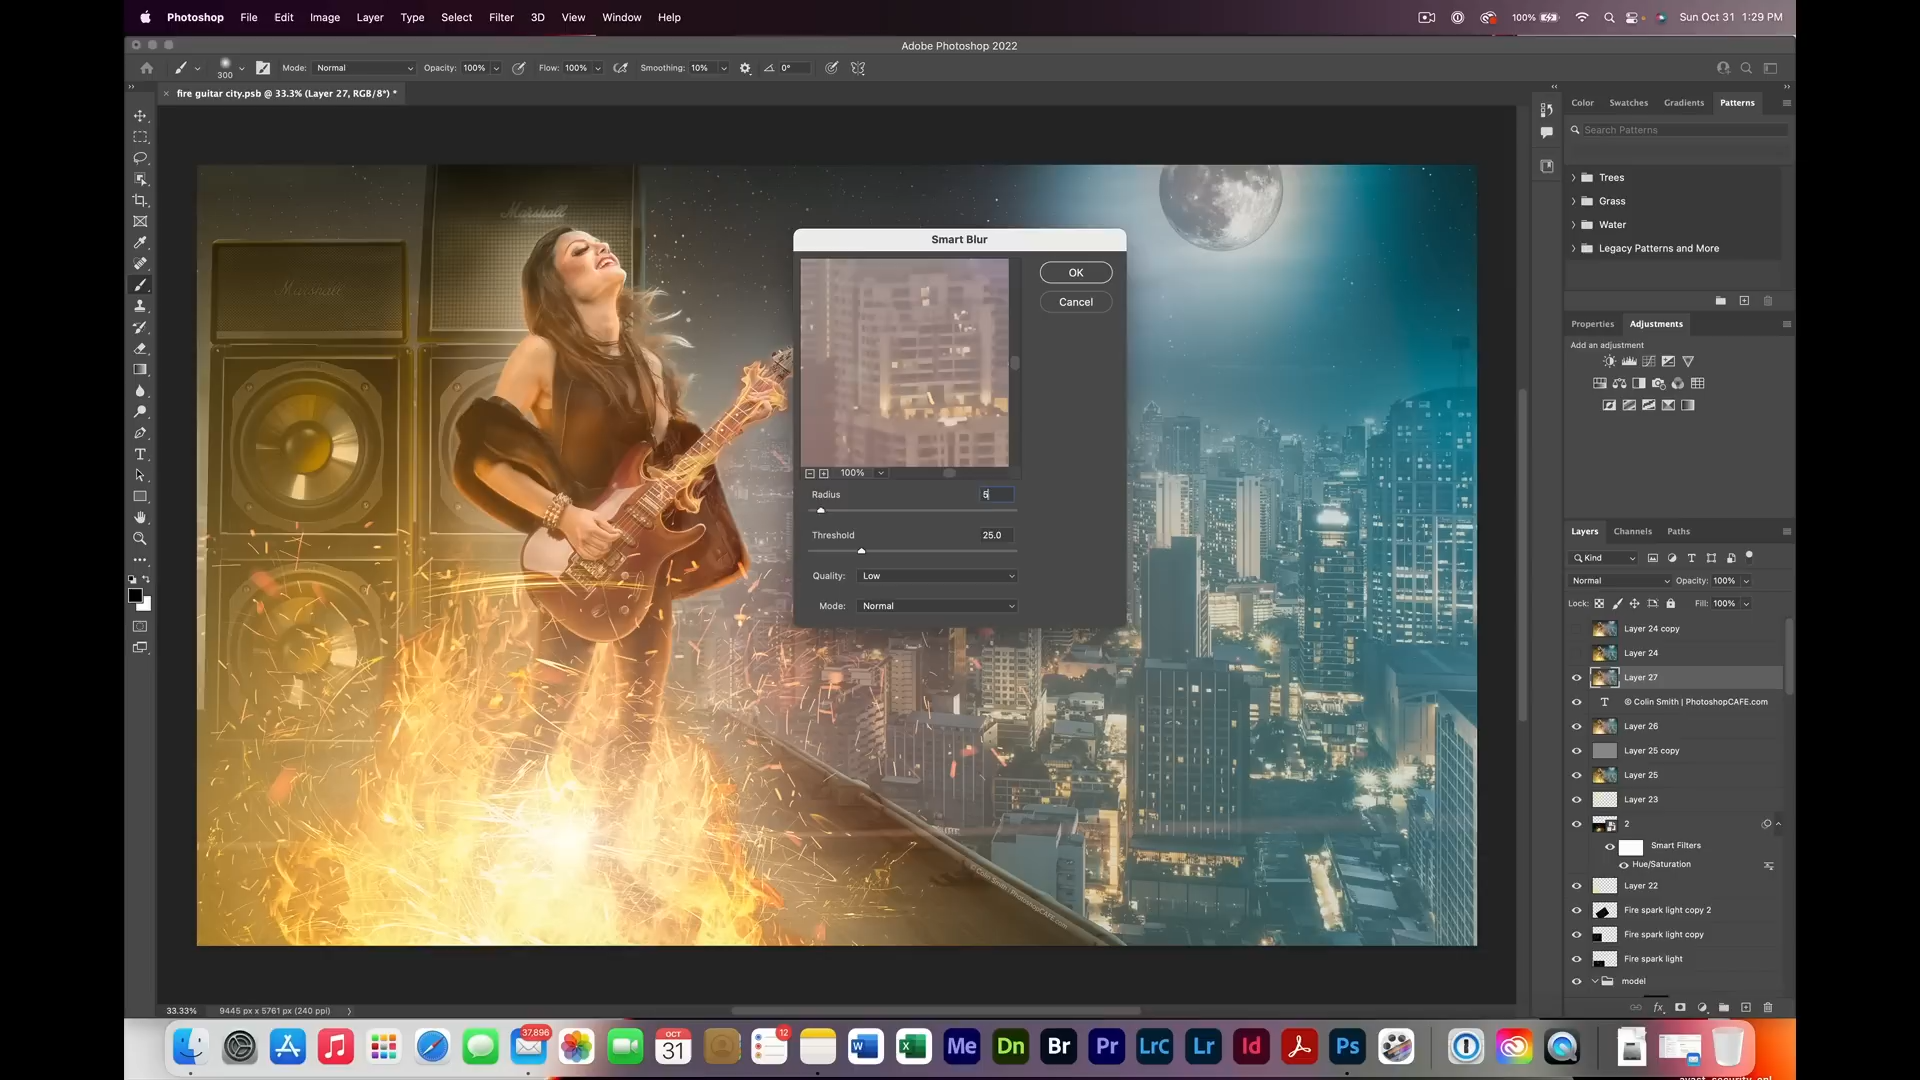 Photoshop File Edit Image Layer Type Select Filter 3D View Window Help 100% Sun Oct 31 1:29 PM
Adobe Photoshop 2022
300 Mode: Normal Opacity: 100% Flow: 100% Smoothing: 10% 0°
fire guitar city.psb @ 33.3% (Layer 27, RGB/8*) *
Color Swatches Gradients Patterns
Search Patterns
Trees
Grass
Water
Legacy Patterns and More
Marshall
Marshall
Smart Blur
OK
Cancel
100%
Radius 5
Threshold 25.0
Quality: Low
Mode: Normal
Properties Adjustments
Add an adjustment
Layers Channels Paths
Kind
Normal Opacity: 100%
Lock: Fill: 100%
Layer 24 copy
Layer 24
Layer 27
© Colin Smith | PhotoshopCAFE.com
Layer 26
Layer 25 copy
Layer 25
Layer 23
2
Smart Filters
Hue/Saturation
Layer 22
Fire spark light copy 2
Fire spark light copy
Fire spark light
model
© Colin Smith | PhotoshopCAFE.com
33.33% 9445 px x 5761 px (240 ppi)
37,896
OCT
31
12
W
X
Me Dn Br Pr LrC Lr Id Ps